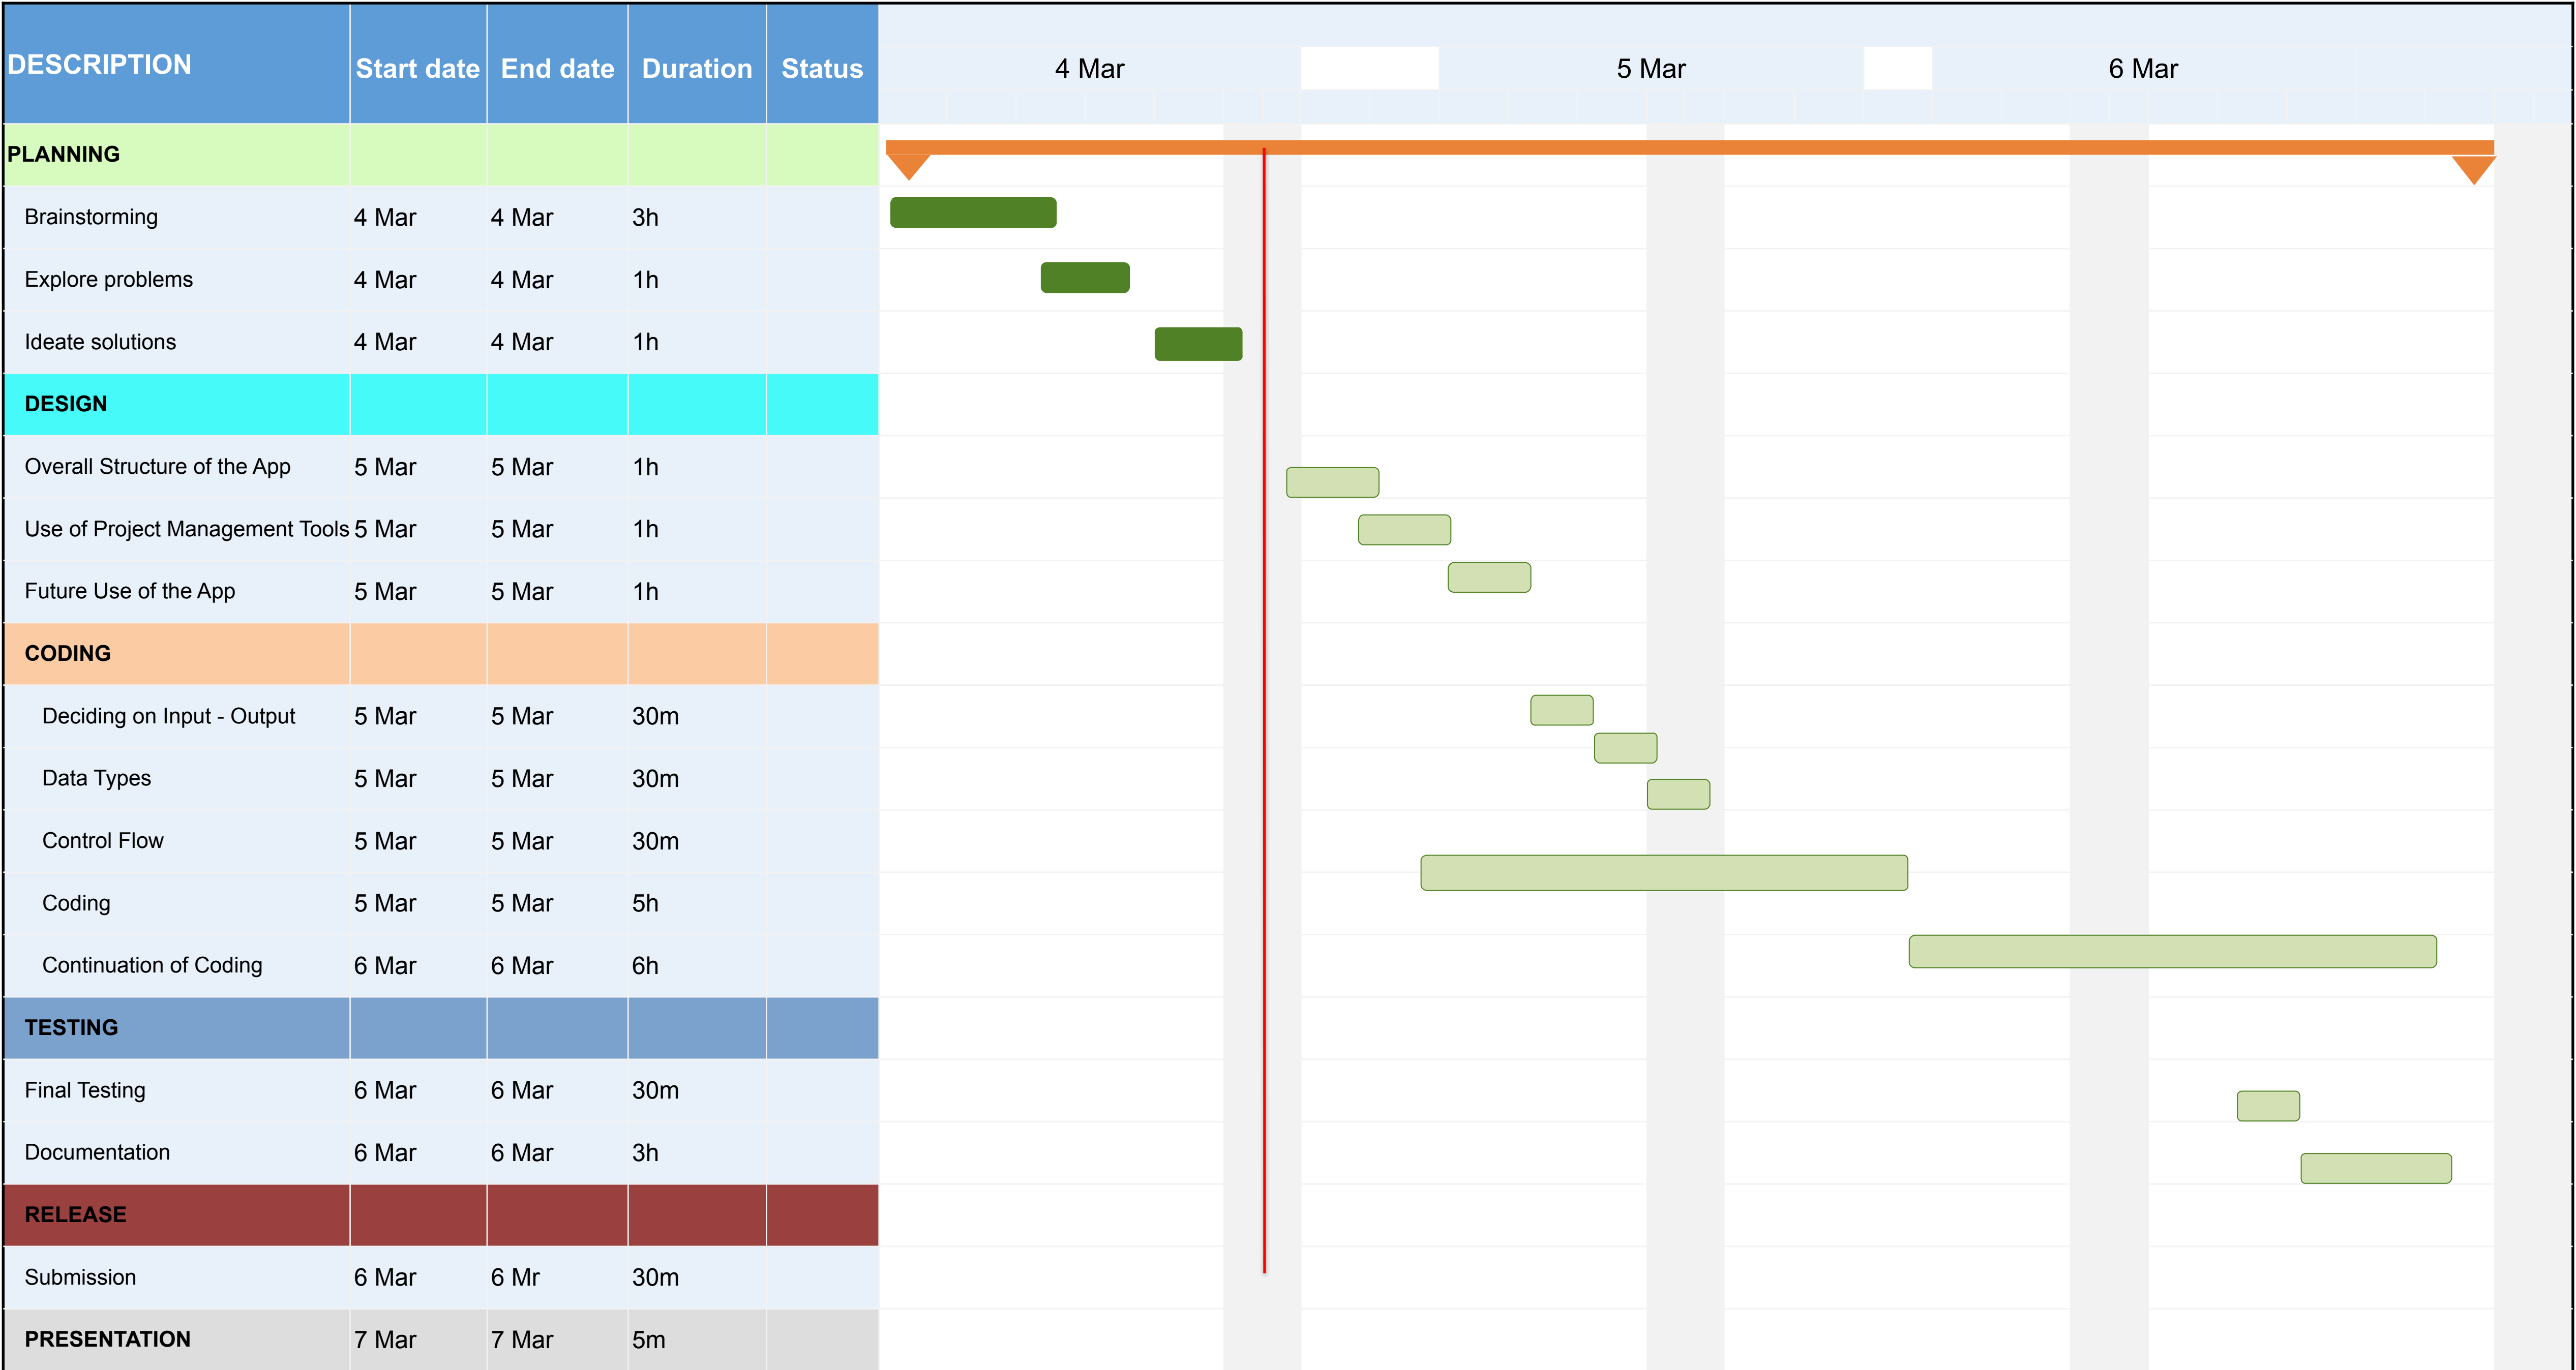 DESCRIPTION Start date End date Duration Status 4 Mar 5 Mar 6 Mar
PLANNING
Brainstorming 4 Mar 4 Mar 3h
Explore problems 4 Mar 4 Mar 1h
Ideate solutions 4 Mar 4 Mar 1h
DESIGN
Overall Structure of the App 5 Mar 5 Mar 1h
Use of Project Management Tools 5 Mar 5 Mar 1h
Future Use of the App 5 Mar 5 Mar 1h
CODING
Deciding on Input - Output 5 Mar 5 Mar 30m
Data Types 5 Mar 5 Mar 30m
Control Flow 5 Mar 5 Mar 30m
Coding 5 Mar 5 Mar 5h
Continuation of Coding 6 Mar 6 Mar 6h
TESTING
Final Testing 6 Mar 6 Mar 30m
Documentation 6 Mar 6 Mar 3h
RELEASE
Submission 6 Mar 6 Mr 30m
PRESENTATION 7 Mar 7 Mar 5m